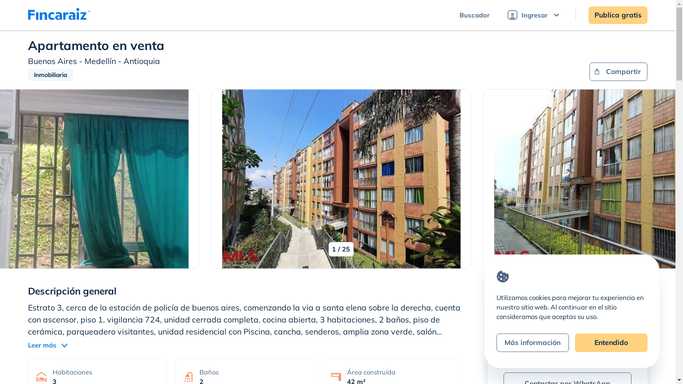 Fincaraiz
Buscador
Ingresar
Publica gratis
Apartamento en venta
Buenos Aires - Medellín - Antioquia
Inmobiliaria
Compartir
MLS
1 / 25
Descripción general
Estrato 3, cerca de la estación de policía de buenos aires, comenzando la via a santa elena sobre la derecha, cuenta
con ascensor, piso 1. vigilancia 724, unidad cerrada completa, cocina abierta, 3 habitaciones, 2 baños, piso de
cerámica, parqueadero visitantes, unidad residencial con Piscina, cancha, senderos, amplia zona verde, salón...
Leer más
Habitaciones
3
Baños
2
Área construida
42 m²
Utilizamos cookies para mejorar tu experiencia en
nuestro sitio web. Al continuar en el sitio
consideramos que aceptas su uso.
Más información
Entendido
Contactar por WhatsApp